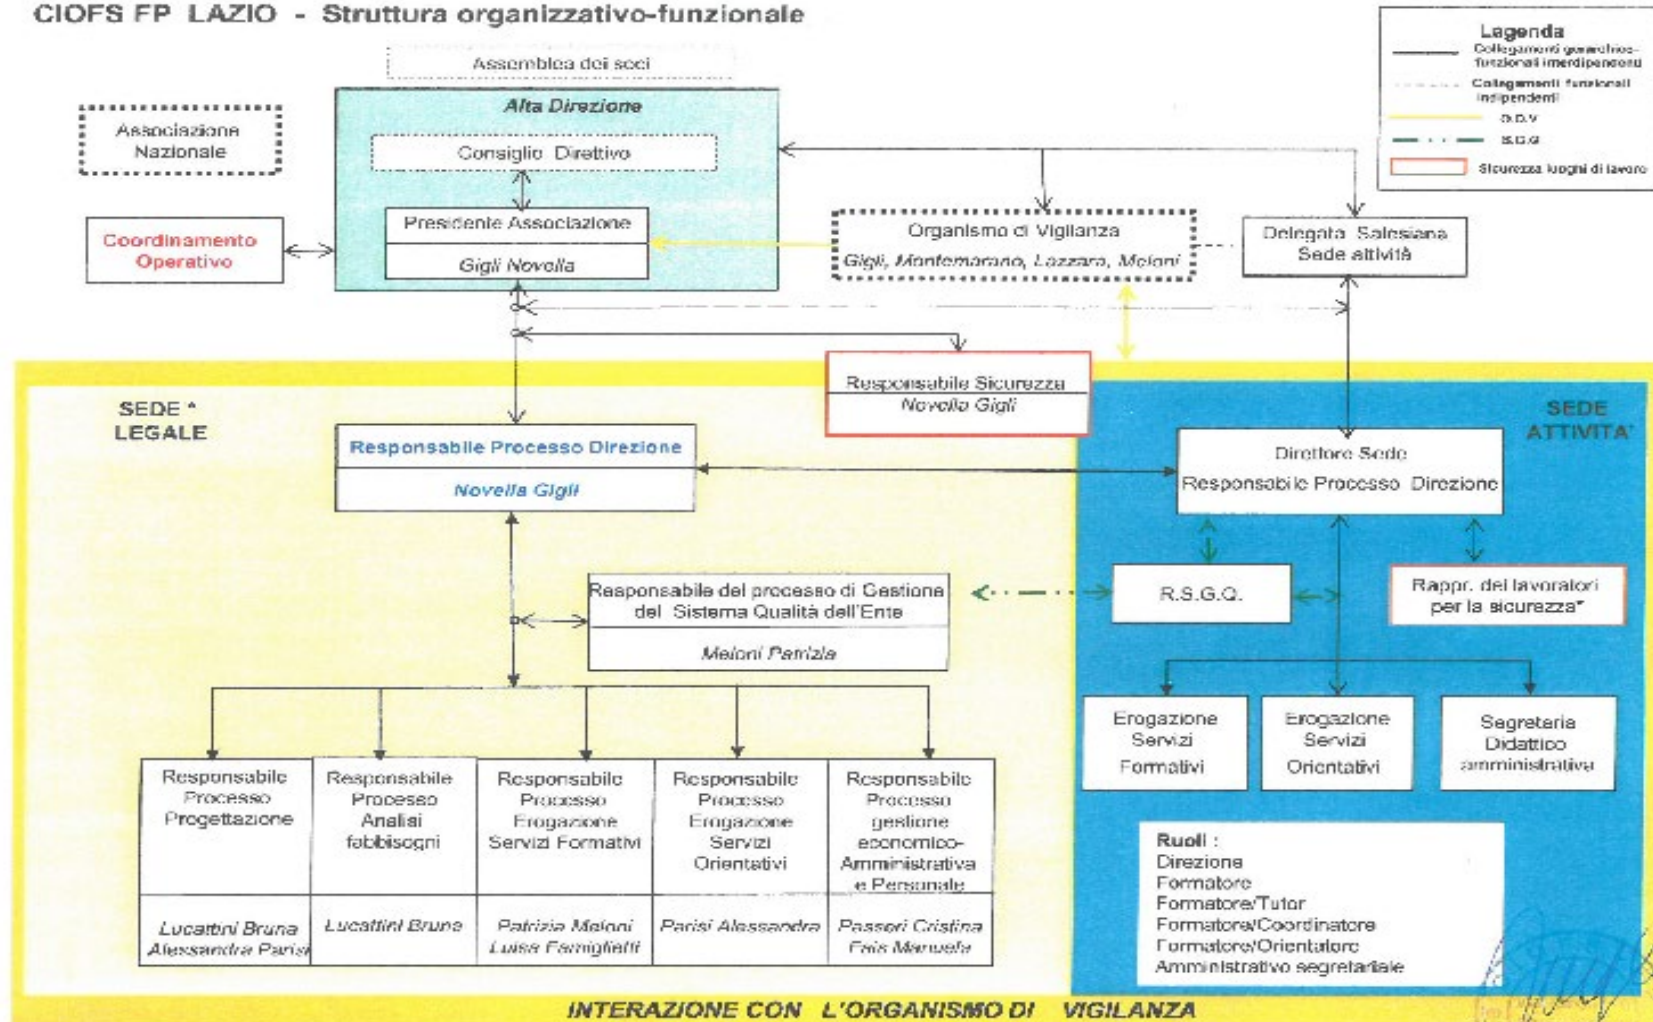 CIOFS FP LAZIO - Struttura organizzativo-funzionale
Lagenda
Collegamenti gerarchico-
funzionali interdipendenti
Collegamenti funzionali
indipendenti
O.D.V
S.G.Q
Sicurezza luoghi di lavoro
Assemblea dei soci
Alta Direzione
Associazione
Nazionale
Consiglio Direttivo
Presidente Associazione
Gigli Novella
Coordinamento
Operativo
Organismo di Vigilanza
Gigli, Montemarano, Lazzara, Meloni
Delegata Salesiana
Sede attività
SEDE *
LEGALE
Responsabile Sicurezza
Novella Gigli
SEDE
ATTIVITA'
Responsabile Processo Direzione
Novella Gigli
Direttore Sede
Responsabile Processo Direzione
Responsabile del processo di Gestione
del Sistema Qualità dell'Ente
Meloni Patrizia
R.S.G.Q.
Rappr. dei lavoratori
per la sicurezza*
Erogazione
Servizi
Formativi
Erogazione
Servizi
Orientativi
Segretaria
Didattico
amministrativa
Responsabile
Processo
Progettazione
Lucattini Bruna
Alessandra Parisi
Responsabile
Processo
Analisi
fabbisogni
Lucattini Bruna
Responsabile
Processo
Erogazione
Servizi Formativi
Patrizia Meloni
Luisa Famiglietti
Responsabile
Processo
Erogazione
Servizi
Orientativi
Parisi Alessandra
Responsabile
Processo
gestione
economico-
Amministrativa
e Personale
Passeri Cristina
Fais Manuela
Ruoli :
Direzione
Formatore
Formatore/Tutor
Formatore/Coordinatore
Formatore/Orientatore
Amministrativo segretariale
INTERAZIONE CON L'ORGANISMO DI VIGILANZA